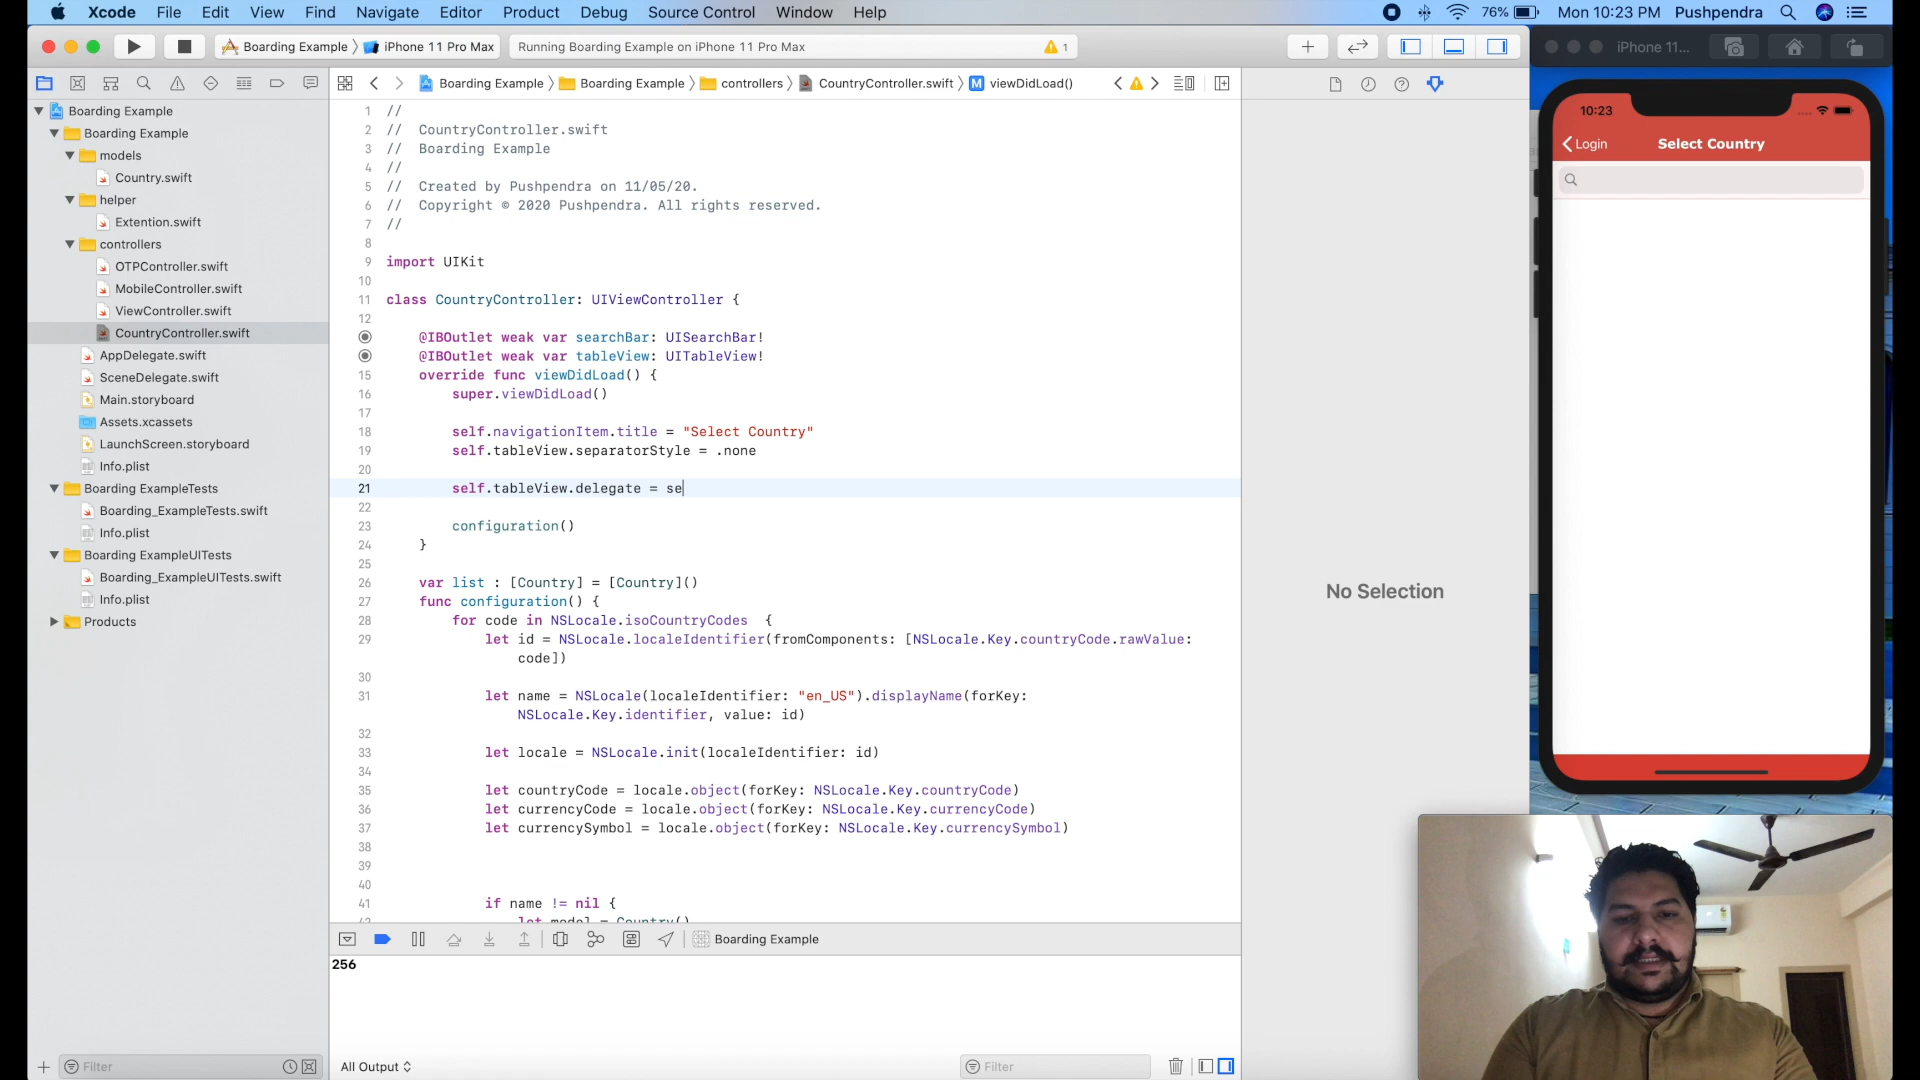 Xcode File Edit View Find Navigate Editor Product Debug Source Control Window Help
76% Mon 10:23 PM Pushpendra
Boarding Example 〉 iPhone 11 Pro Max
Running Boarding Example on iPhone 11 Pro Max
1
iPhone 11...
Boarding Example 〉 Boarding Example 〉 controllers 〉 CountryController.swift 〉 M viewDidLoad()
Boarding Example
Boarding Example
models
Country.swift
helper
Extention.swift
controllers
OTPController.swift
MobileController.swift
ViewController.swift
CountryController.swift
AppDelegate.swift
SceneDelegate.swift
Main.storyboard
Assets.xcassets
LaunchScreen.storyboard
Info.plist
Boarding ExampleTests
Boarding_ExampleTests.swift
Info.plist
Boarding ExampleUITests
Boarding_ExampleUITests.swift
Info.plist
Products
Filter
1 //
2 // CountryController.swift
3 // Boarding Example
4 //
5 // Created by Pushpendra on 11/05/20.
6 // Copyright © 2020 Pushpendra. All rights reserved.
7 //
8
9 import UIKit
10
11 class CountryController: UIViewController {
12
@IBOutlet weak var searchBar: UISearchBar!
@IBOutlet weak var tableView: UITableView!
15 override func viewDidLoad() {
16 super.viewDidLoad()
17
18 self.navigationItem.title = "Select Country"
19 self.tableView.separatorStyle = .none
20
21 self.tableView.delegate = se
22
23 configuration()
24 }
25
26 var list : [Country] = [Country]()
27 func configuration() {
28 for code in NSLocale.isoCountryCodes {
29 let id = NSLocale.localeIdentifier(fromComponents: [NSLocale.Key.countryCode.rawValue:
code])
30
31 let name = NSLocale(localeIdentifier: "en_US").displayName(forKey:
NSLocale.Key.identifier, value: id)
32
33 let locale = NSLocale.init(localeIdentifier: id)
34
35 let countryCode = locale.object(forKey: NSLocale.Key.countryCode)
36 let currencyCode = locale.object(forKey: NSLocale.Key.currencyCode)
37 let currencySymbol = locale.object(forKey: NSLocale.Key.currencySymbol)
38
39
40
41 if name != nil {
42 let model = Country()
Boarding Example
256
All Output
Filter
No Selection
10:23
Login Select Country